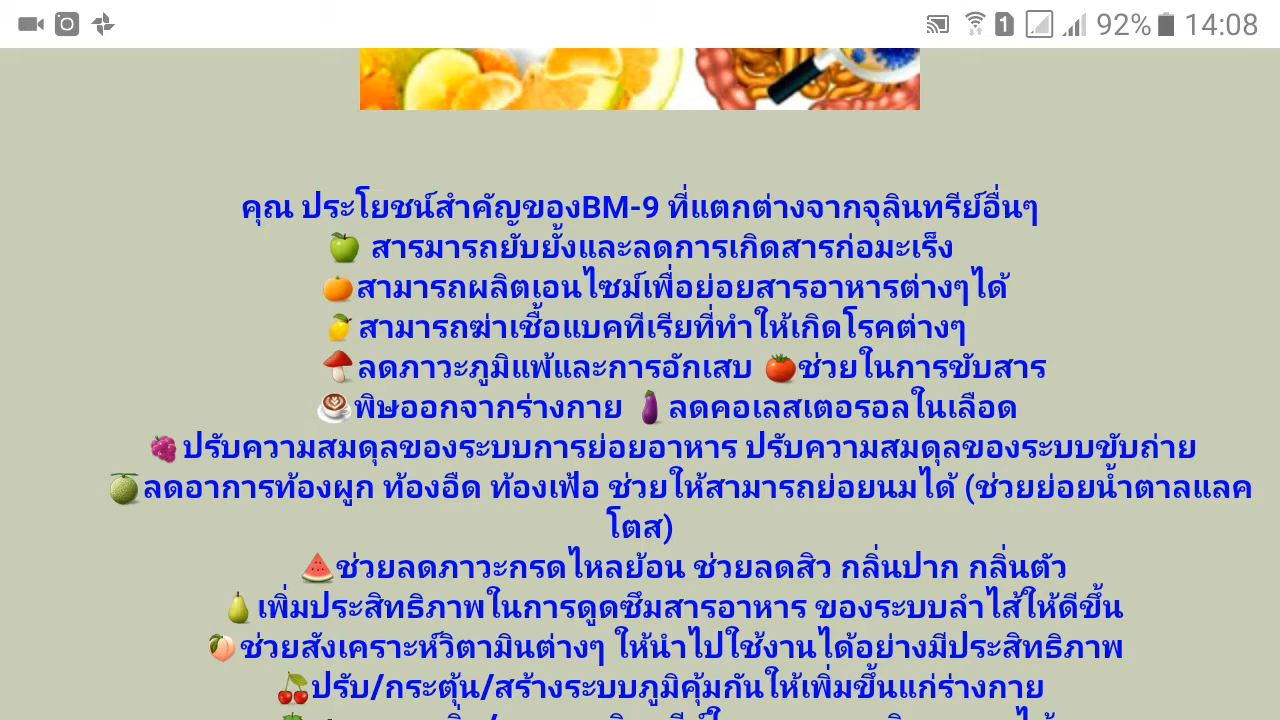 1 92% 14:08
คุณ ประโยชน์สำคัญของBM-9 ที่แตกต่างจากจุลินทรีย์อื่นๆ
🍏 สารมารถยับยั้งและลดการเกิดสารก่อมะเร็ง
🍊สามารถผลิตเอนไซม์เพื่อย่อยสารอาหารต่างๆได้
🍋สามารถฆ่าเชื้อแบคทีเรียที่ทำให้เกิดโรคต่างๆ
🍄ลดภาวะภูมิแพ้และการอักเสบ 🍅ช่วยในการขับสาร
☕พิษออกจากร่างกาย 🍆ลดคอเลสเตอรอลในเลือด
🍇ปรับความสมดุลของระบบการย่อยอาหาร ปรับความสมดุลของระบบขับถ่าย
🍈ลดอาการท้องผูก ท้องอืด ท้องเฟ้อ ช่วยให้สามารถย่อยนมได้ (ช่วยย่อยน้ำตาลแลค
โตส)
🍉ช่วยลดภาวะกรดไหลย้อน ช่วยลดสิว กลิ่นปาก กลิ่นตัว
🍐เพิ่มประสิทธิภาพในการดูดซึมสารอาหาร ของระบบลำไส้ให้ดีขึ้น
🍑ช่วยสังเคราะห์วิตามินต่างๆ ให้นำไปใช้งานได้อย่างมีประสิทธิภาพ
🍒ปรับ/กระตุ้น/สร้างระบบภูมิคุ้มกันให้เพิ่มขึ้นแก่ร่างกาย